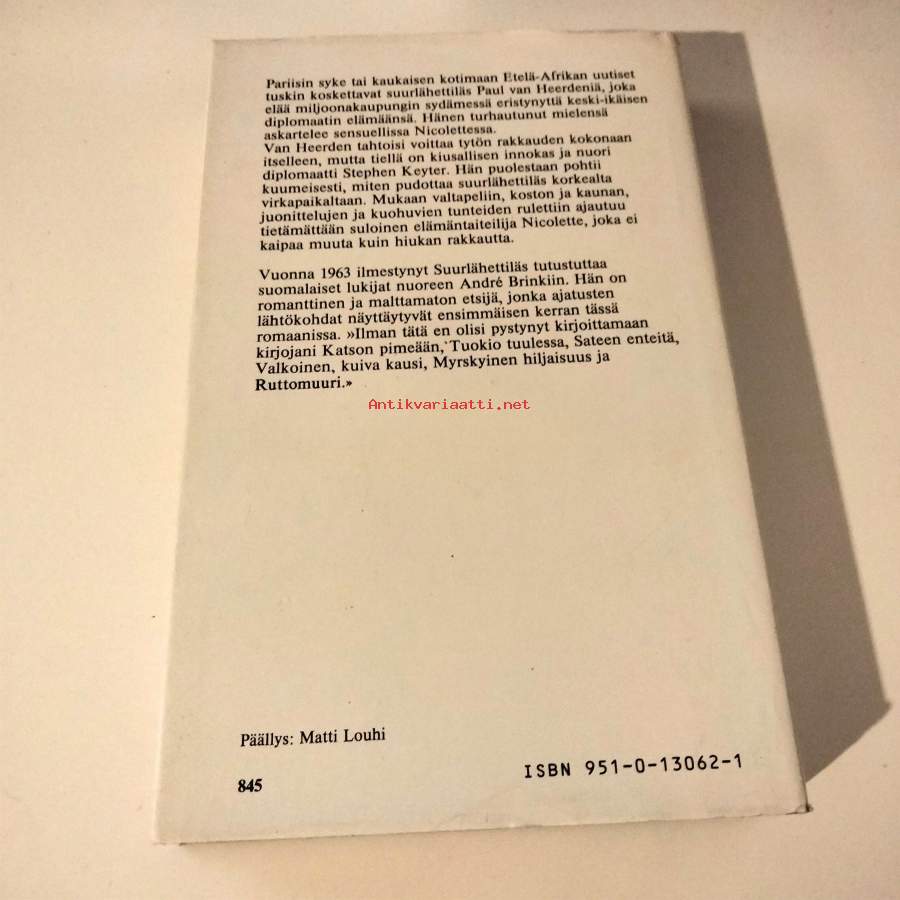 Pariisin syke tai kaukaisen kotimaan Etelä-Afrikan uutiset
tuskin koskettavat suurlähettiläs Paul van Heerdeniä, joka
elää miljoonakaupungin sydämessä eristynyttä keski-ikäisen
diplomaatin elämäänsä. Hänen turhautunut mielensä
askartelee sensuellissa Nicolettessa.
Van Heerden tahtoisi voittaa tytön rakkauden kokonaan
itselleen, mutta tiellä on kiusallisen innokas ja nuori
diplomaatti Stephen Keyter. Hän puolestaan pohtii
kuumeisesti, miten pudottaa suurlähettiläs korkealta
virkapaikaltaan. Mukaan valtapeliin, koston ja kaunan,
juonittelujen ja kuohuvien tunteiden rulettiin ajautuu
tietämättään suloinen elämäntaiteilija Nicolette, joka ei
kaipaa muuta kuin hiukan rakkautta.
Vuonna 1963 ilmestynyt Suurlähettiläs tutustuttaa
suomalaiset lukijat nuoreen André Brinkiin. Hän on
romanttinen ja malttamaton etsijä, jonka ajatusten
lähtökohdat näyttäytyvät ensimmäisen kerran tässä
romaanissa. »Ilman tätä en olisi pystynyt kirjoittamaan
kirjojani Katson pimeään, Tuokio tuulessa, Sateen enteitä,
Valkoinen, kuiva kausi, Myrskyinen hiljaisuus ja
Ruttomuuri.»
Antikvariaatti.net
Päällys: Matti Louhi
845
ISBN 951-0-13062-1